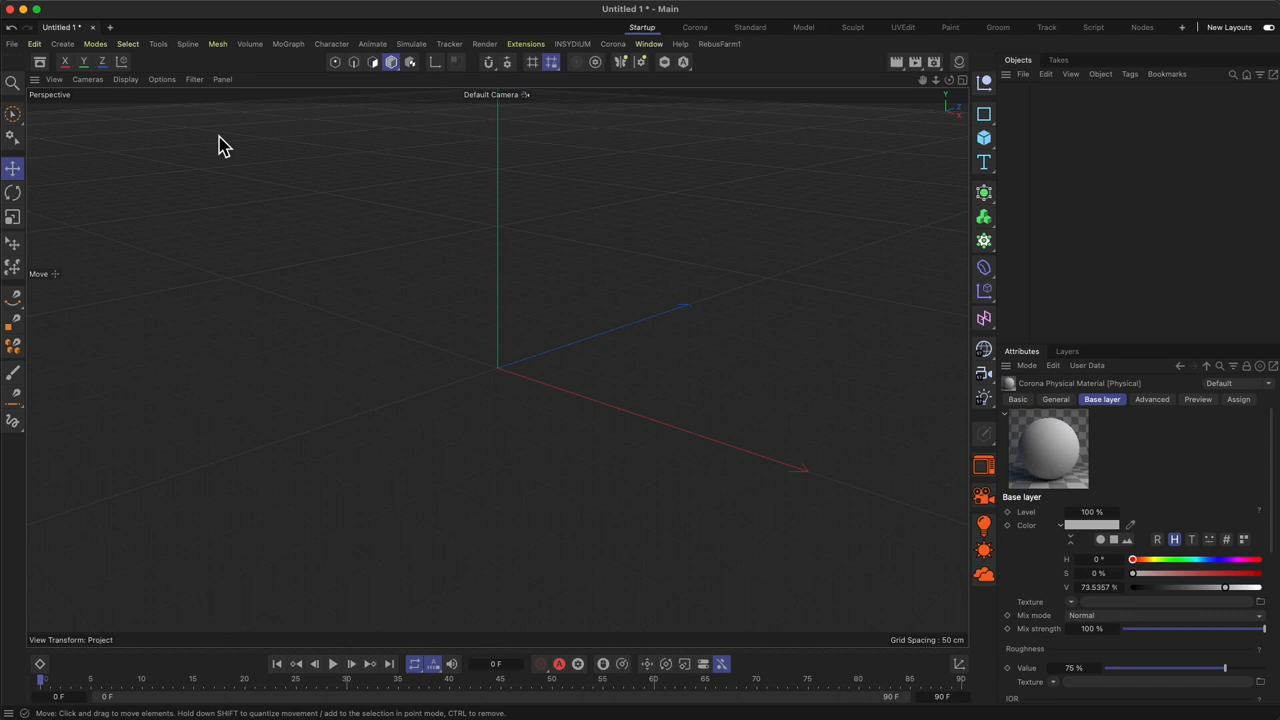 Untitled 1 * - Main
Untitled 1 * × +
Startup Corona Standard Model Sculpt UVEdit Paint Groom Track Script Nodes + New Layouts
File Edit Create Modes Select Tools Spline Mesh Volume MoGraph Character Animate Simulate Tracker Render Extensions INSYDIUM Corona Window Help RebusFarm1
X Y Z
Objects Takes
File Edit View Object Tags Bookmarks
View Cameras Display Options Filter Panel
Perspective
Default Camera
Y
Z
X
Move
Attributes Layers
Mode Edit User Data
Corona Physical Material [Physical] Default
Basic General Base layer Advanced Preview Assign
Base layer
Level 100 %
Color
R H T #
H 0 °
S 0 %
V 73.5357 %
Texture
Mix mode Normal
Mix strength 100 %
Roughness
Value 75 %
Texture
IOR
View Transform: Project
Grid Spacing : 50 cm
0 F
0 5 10 15 20 25 30 35 40 45 50 55 60 65 70 75 80 85 90
0 F 0 F 90 F 90 F
Move: Click and drag to move elements. Hold down SHIFT to quantize movement / add to the selection in point mode, CTRL to remove.